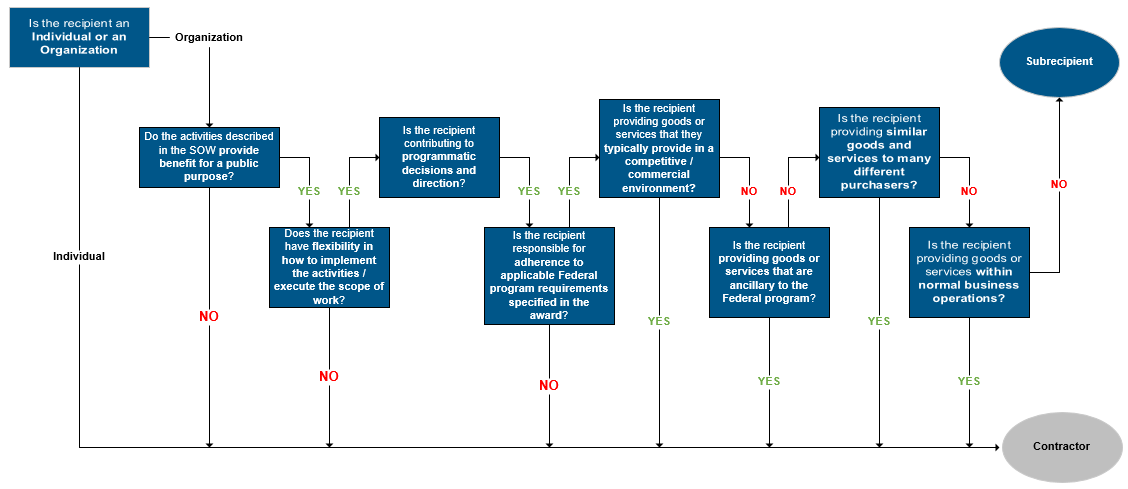 Is the recipient an
Individual or an
Organization
Organization
Subrecipient
Do the activities described
in the SOW provide
benefit for a public
purpose?
YES
Does the recipient
have flexibility in
how to implement
the activities /
execute the scope of
work?
YES
Is the recipient
contributing to
programmatic
decisions and
direction?
YES
Is the recipient
responsible for
adherence to
applicable Federal
program requirements
specified in the
award?
YES
Is the recipient
providing goods or
services that they
typically provide in a
competitive /
commercial
environment?
NO
Is the recipient
providing goods or
services that are
ancillary to the
Federal program?
NO
Is the recipient
providing similar
goods and
services to many
different
purchasers?
NO
Is the recipient
providing goods or
services within
normal business
operations?
NO
Individual
NO
NO
NO
YES
YES
YES
YES
Contractor